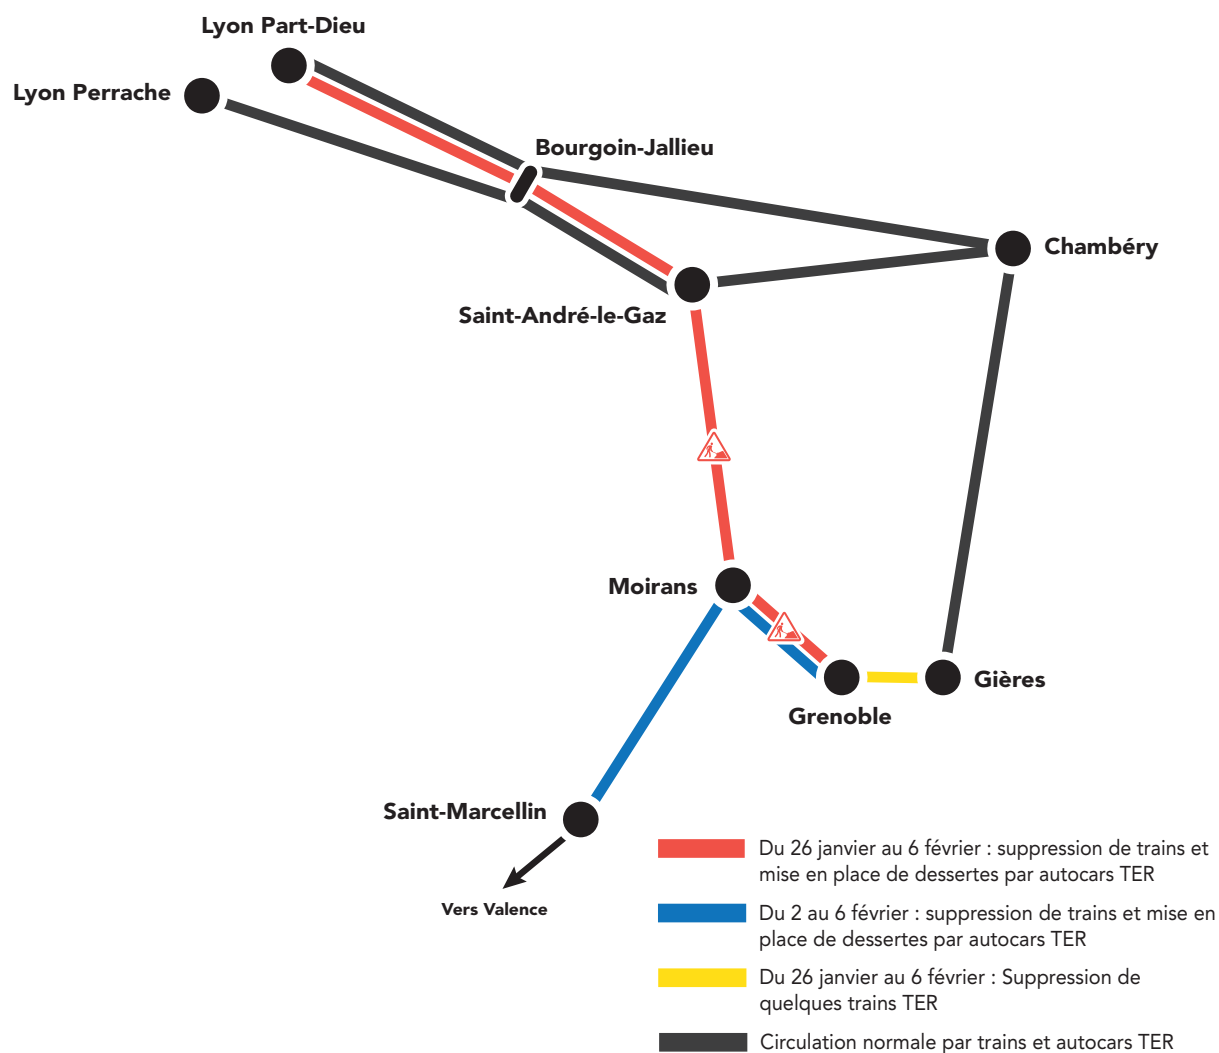 Lyon Part-Dieu
Lyon Perrache
Bourgoin-Jallieu
Chambéry
Saint-André-le-Gaz
Moirans
Gières
Grenoble
Saint-Marcellin
Vers Valence
Du 26 janvier au 6 février : suppression de trains et
mise en place de dessertes par autocars TER
Du 2 au 6 février : suppression de trains et mise en
place de dessertes par autocars TER
Du 26 janvier au 6 février : Suppression de
quelques trains TER
Circulation normale par trains et autocars TER